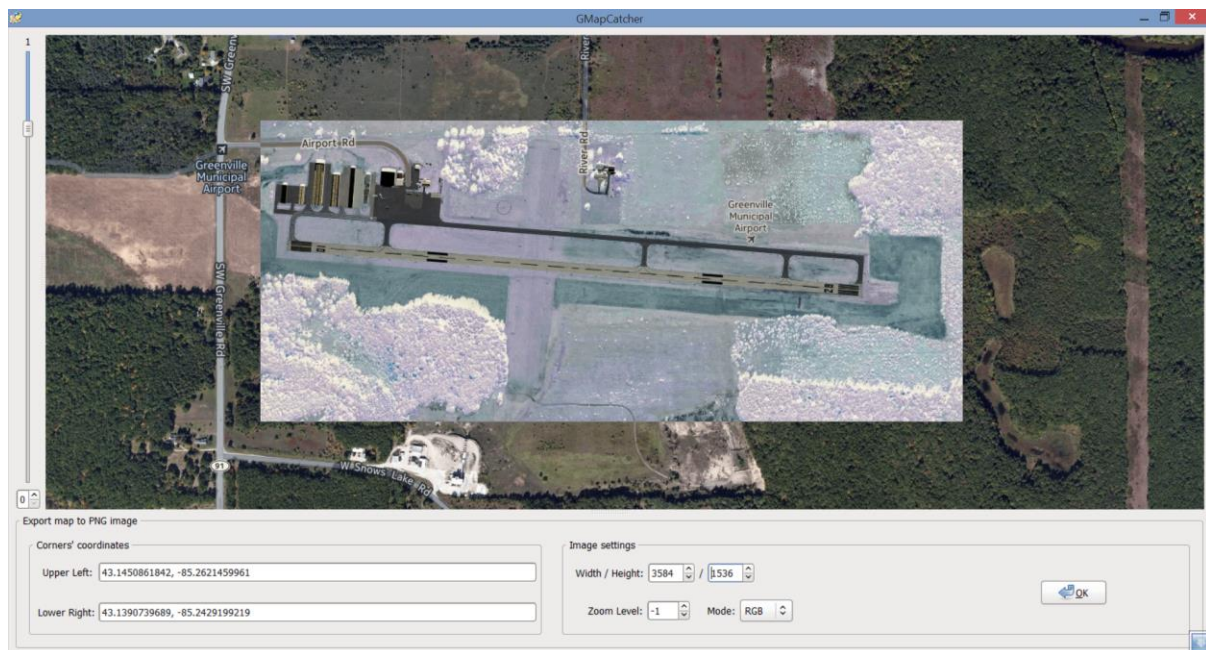 GMapCatcher
1
SW Greenv
River
Airport Rd
River Rd
Greenville
Municipal
Airport
Greenville
Municipal
Airport
SW Greenville Rd
91
W Snows Lake Rd
0
Export map to PNG image
Corners' coordinates
Upper Left: 43.1450861842, -85.2621459961
Lower Right: 43.1390739689, -85.2429199219
Image settings
Width / Height: 3584 / 1536
Zoom Level: -1 Mode: RGB
OK